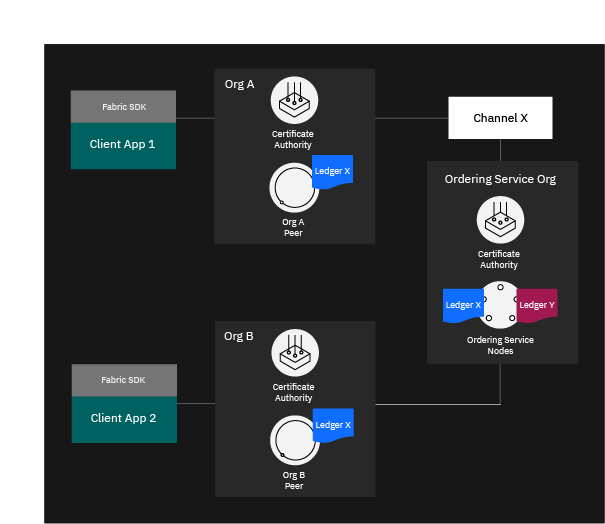 Fabric SDK
Client App 1
Org A
Certificate
Authority
Ledger X
Org A
Peer
Channel X
Ordering Service Org
Certificate
Authority
Ledger X
Ledger Y
Ordering Service
Nodes
Fabric SDK
Client App 2
Org B
Certificate
Authority
Ledger X
Org B
Peer